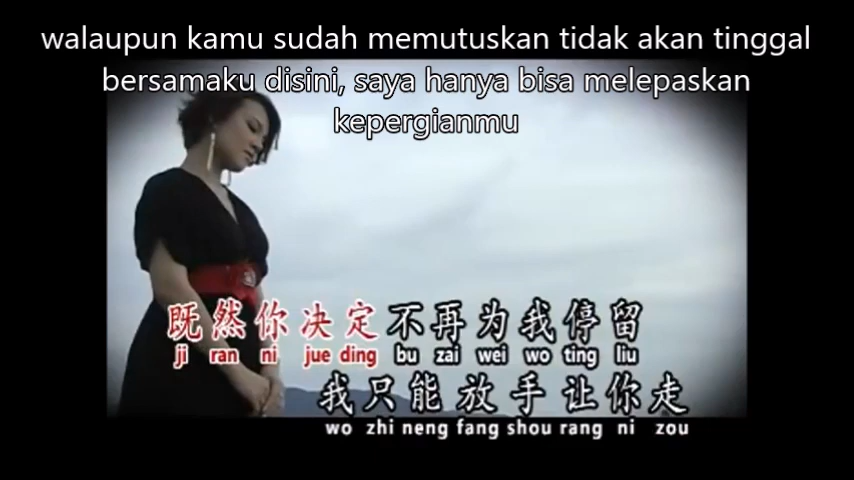 walaupun kamu sudah memutuskan tidak akan tinggal
bersamaku disini, saya hanya bisa melepaskan
kepergianmu
既然你决定不再为我停留
ji ran ni jue ding bu zai wei wo ting liu
我只能放手让你走
wo zhi neng fang shou rang ni zou